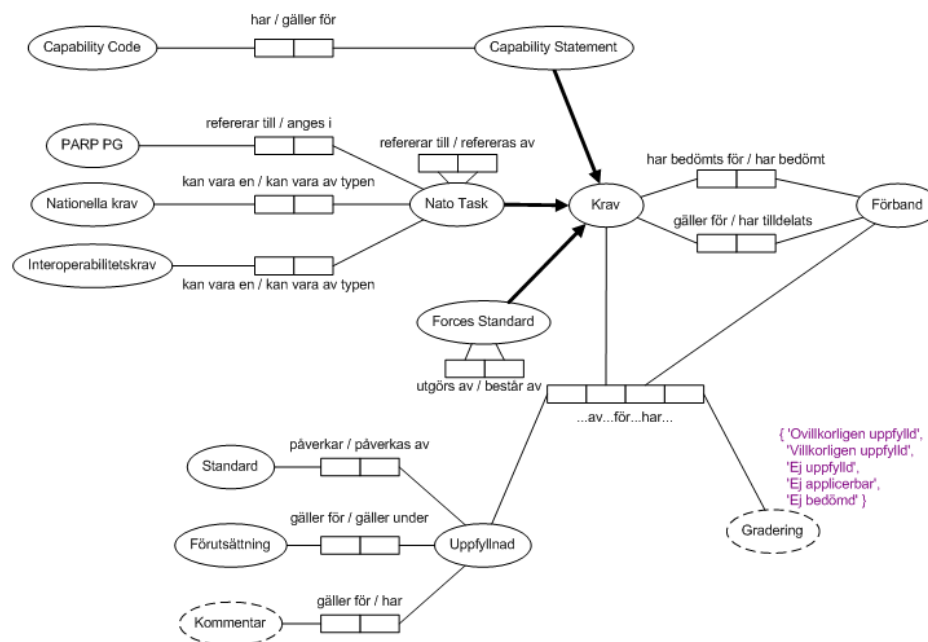 har / gäller för
Capability Code
Capability Statement
PARP PG
refererar till / anges i
refererar till / refereras av
har bedömts för / har bedömt
kan vara en / kan vara av typen
Nationella krav
Nato Task
Krav
Förband
gäller för / har tilldelats
Interoperabilitetskrav
kan vara en / kan vara av typen
Forces Standard
utgörs av / består av
...av...för...har...
{ 'Ovillkorligen uppfylld',
'Villkorligen uppfylld',
'Ej uppfylld',
'Ej applicerbar',
'Ej bedömd' }
påverkar / påverkas av
Standard
gäller för / gäller under
Gradering
Förutsättning
Uppfyllnad
gäller för / har
Kommentar